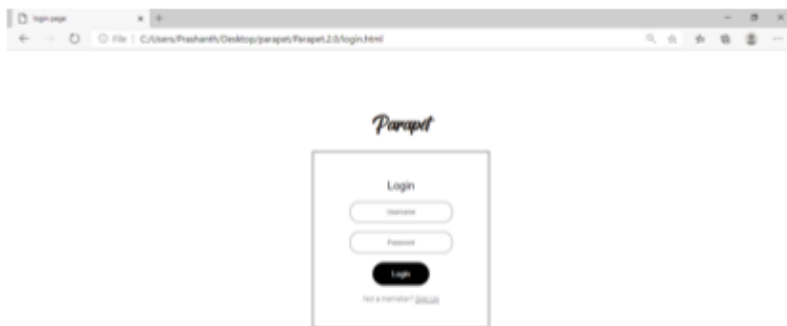 login page
File | C:/Users/Prashanth/Desktop/parapet/Parapet.2.0/login.html
Parapet
Login
Username
Password
Login
Not a member? Sign Up